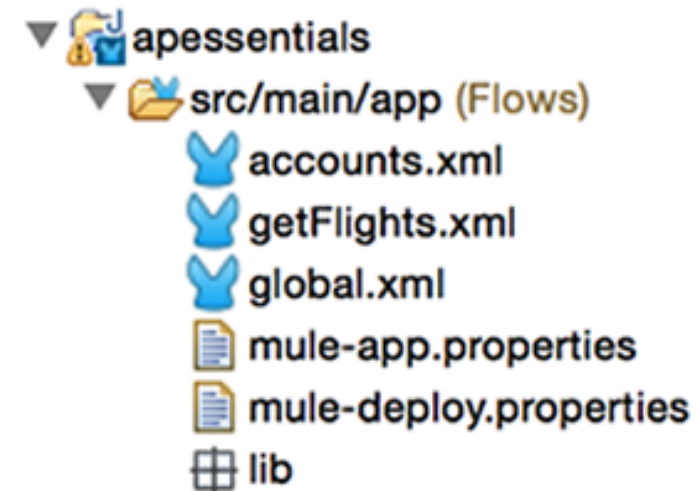 apessentials
src/main/app (Flows)
accounts.xml
getFlights.xml
global.xml
mule-app.properties
mule-deploy.properties
lib